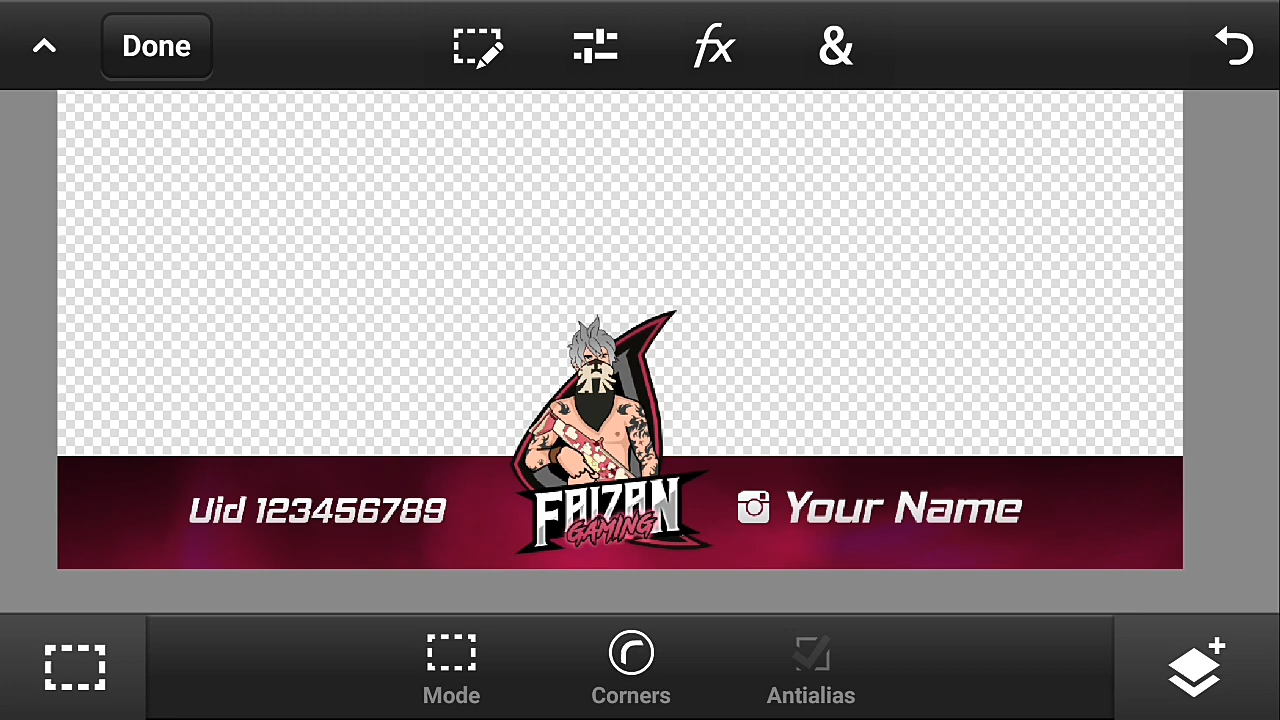 Done
fx
&
Uid 123456789
FAIZAN
GAMING
Your Name
Mode
Corners
Antialias